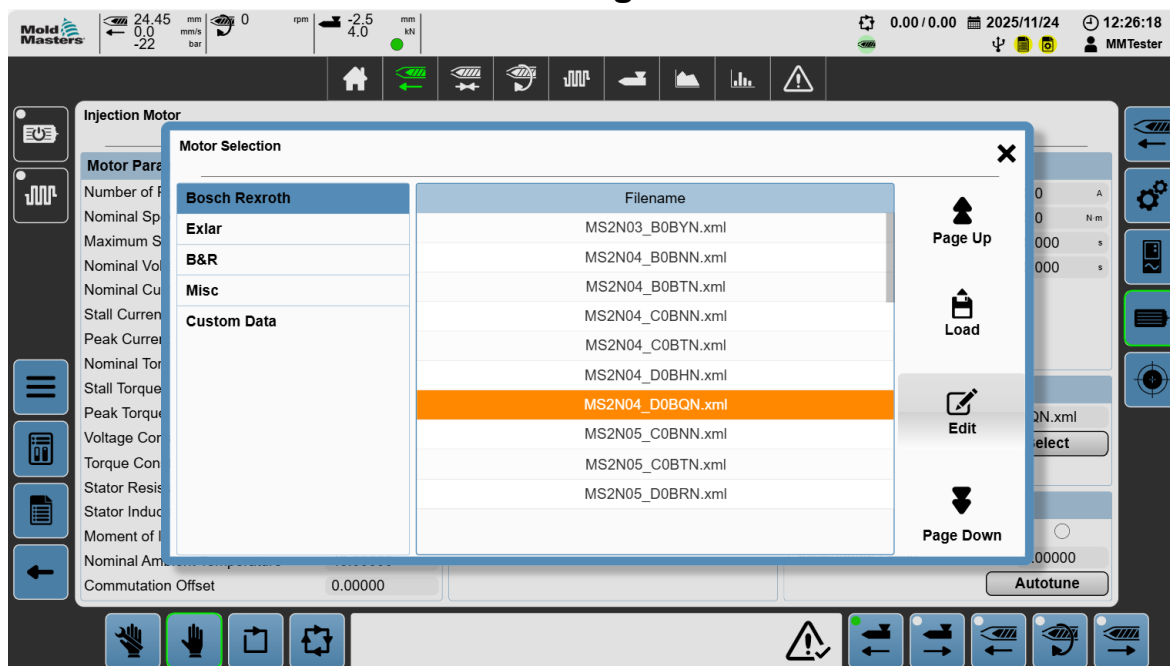 Mold
Masters
24.45 mm
0.0 mm/s
-22 bar
0 rpm
-2.5 mm
4.0 kN
0.00 / 0.00
2025/11/24
12:26:18
MMTester
Injection Motor
Motor Selection
Motor Para
Number of
Nominal Sp
Maximum S
Nominal Vol
Nominal Cu
Stall Curren
Peak Curre
Nominal Tor
Stall Torque
Peak Torque
Voltage Con
Torque Con
Stator Resis
Stator Induc
Moment of
Nominal Ambient Temperature
Commutation Offset 0.00000
Bosch Rexroth
Exlar
B&R
Misc
Custom Data
Filename
MS2N03_B0BYN.xml
MS2N04_B0BNN.xml
MS2N04_B0BTN.xml
MS2N04_C0BNN.xml
MS2N04_C0BTN.xml
MS2N04_D0BHN.xml
MS2N04_D0BQN.xml
MS2N05_C0BNN.xml
MS2N05_C0BTN.xml
MS2N05_D0BRN.xml
Page Up
Load
Edit
Page Down
0 A
0 N·m
000 s
000 s
QN.xml
elect
.00000
Autotune